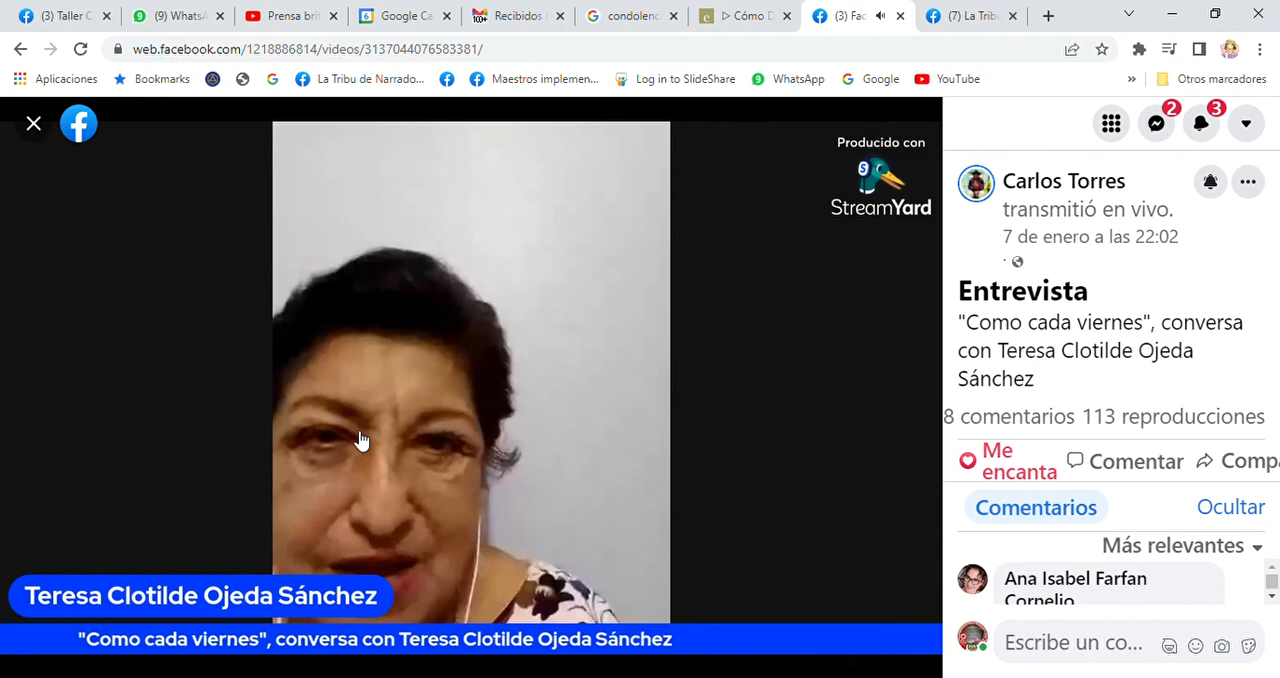 (3) Taller C
(9) WhatsA
Prensa brit
Google Ca
Recibidos
condolenc
▷ Cómo D
(3) Fac
(7) La Tribu
web.facebook.com/1218886814/videos/3137044076583381/
Aplicaciones
Bookmarks
La Tribu de Narrado...
Maestros implemen...
Log in to SlideShare
WhatsApp
Google
YouTube
»
Otros marcadores
Producido con
StreamYard
Teresa Clotilde Ojeda Sánchez
"Como cada viernes", conversa con Teresa Clotilde Ojeda Sánchez
2
3
Carlos Torres
transmitió en vivo.
7 de enero a las 22:02
Entrevista
"Como cada viernes", conversa
con Teresa Clotilde Ojeda
Sánchez
8 comentarios 113 reproducciones
Me
encanta
Comentar
Compa
Comentarios
Ocultar
Más relevantes
Ana Isabel Farfan
Cornelio
Escribe un co...